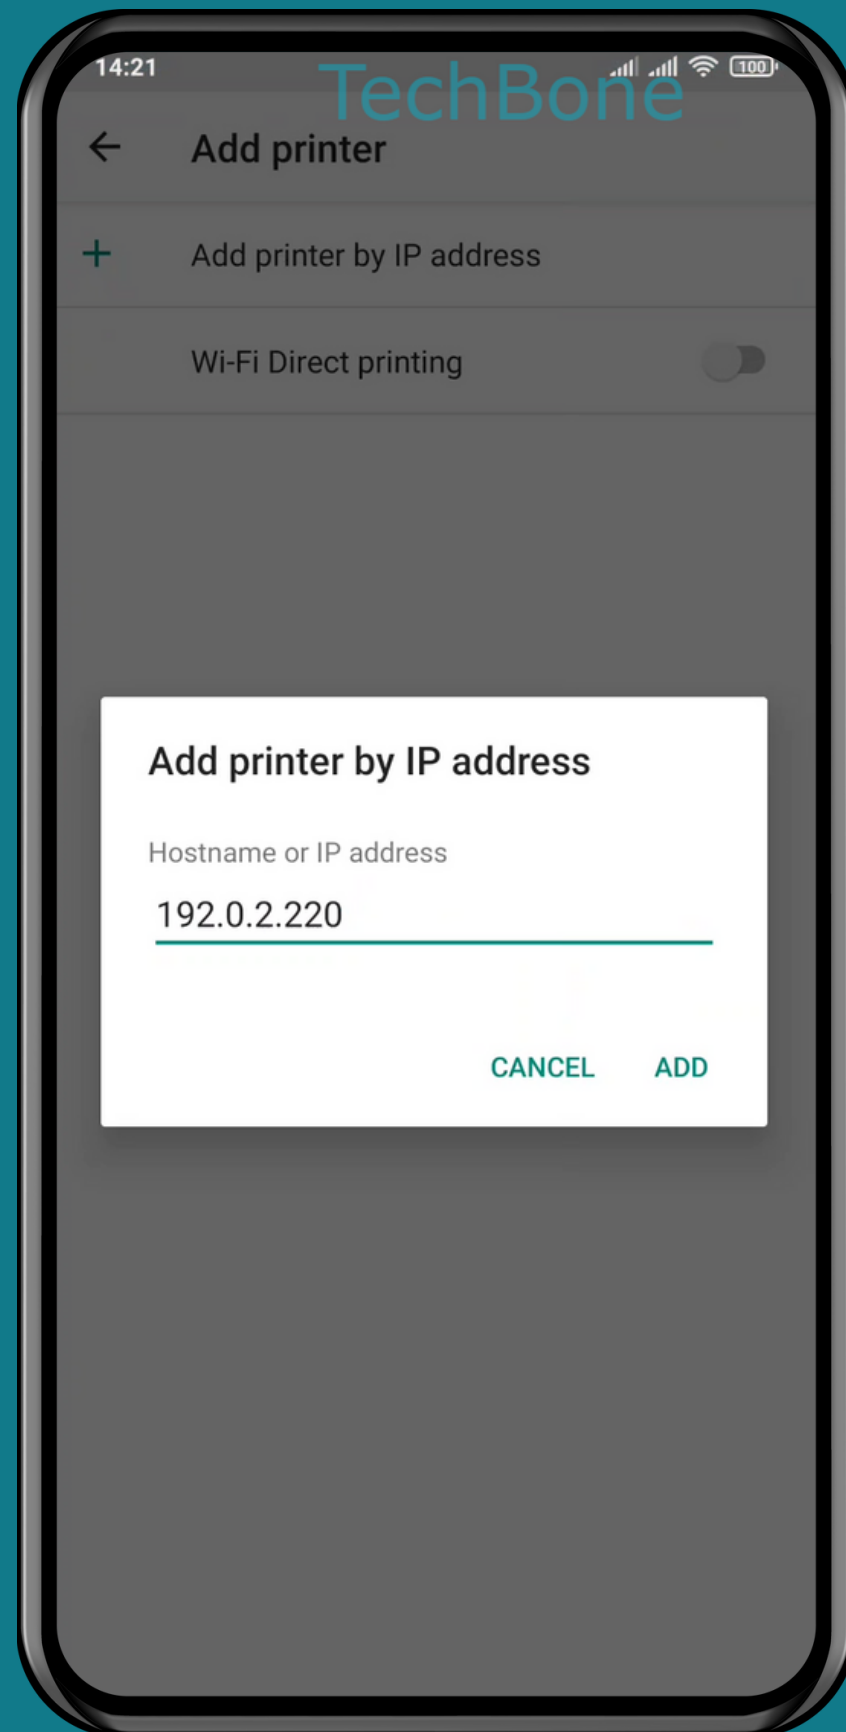 14:21
TechBone
100
Add printer
Add printer by IP address
Wi-Fi Direct printing
Add printer by IP address
Hostname or IP address
192.0.2.220
CANCEL ADD